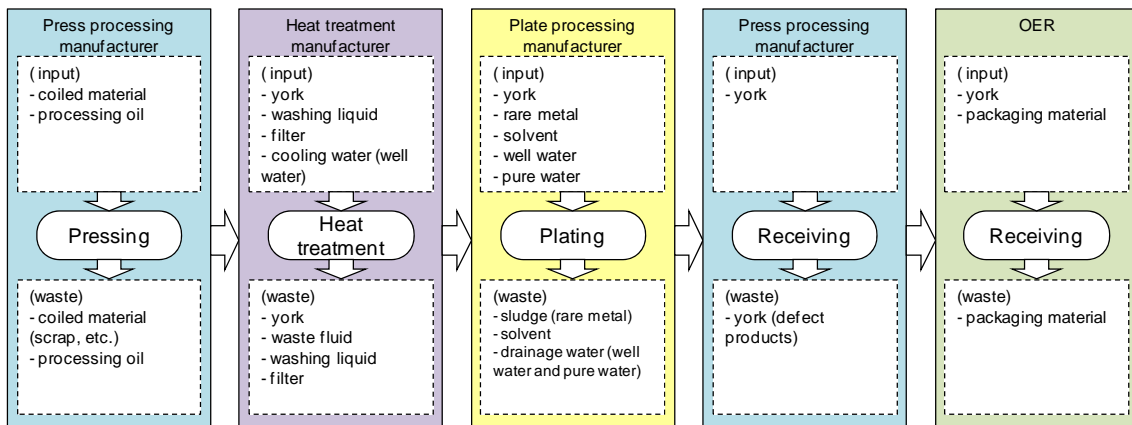 Press processing
manufacturer
( input)
- coiled material
- processing oil
Pressing
(waste)
- coiled material
(scrap, etc.)
- processing oil
Heat treatment
manufacturer
( input)
- york
- washing liquid
- filter
- cooling water (well
water)
Heat
treatment
(waste)
- york
- waste fluid
- washing liquid
- filter
Plate processing
manufacturer
( input)
- york
- rare metal
- solvent
- well water
- pure water
Plating
(waste)
- sludge (rare metal)
- solvent
- drainage water (well
water and pure water)
Press processing
manufacturer
( input)
- york
Receiving
(waste)
- york (defect
products)
OER
( input)
- york
- packaging material
Receiving
(waste)
- packaging material